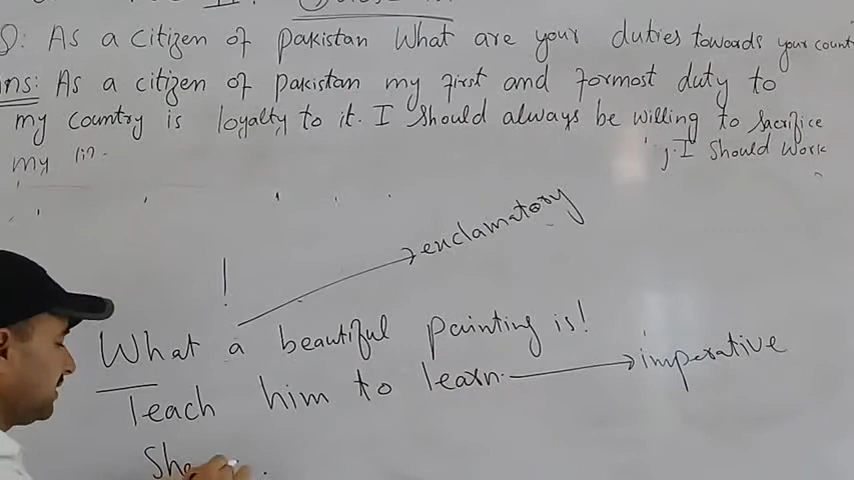 Q: As a citizen of pakistan What are your duties towards your count
ans: As a citizen of pakistan my first and formost duty to
my country is loyalty to it. I should always be willing to sacrifice
my I should work
exclamatory
!
What a beautiful painting is!
Teach him to learn. imperative
She